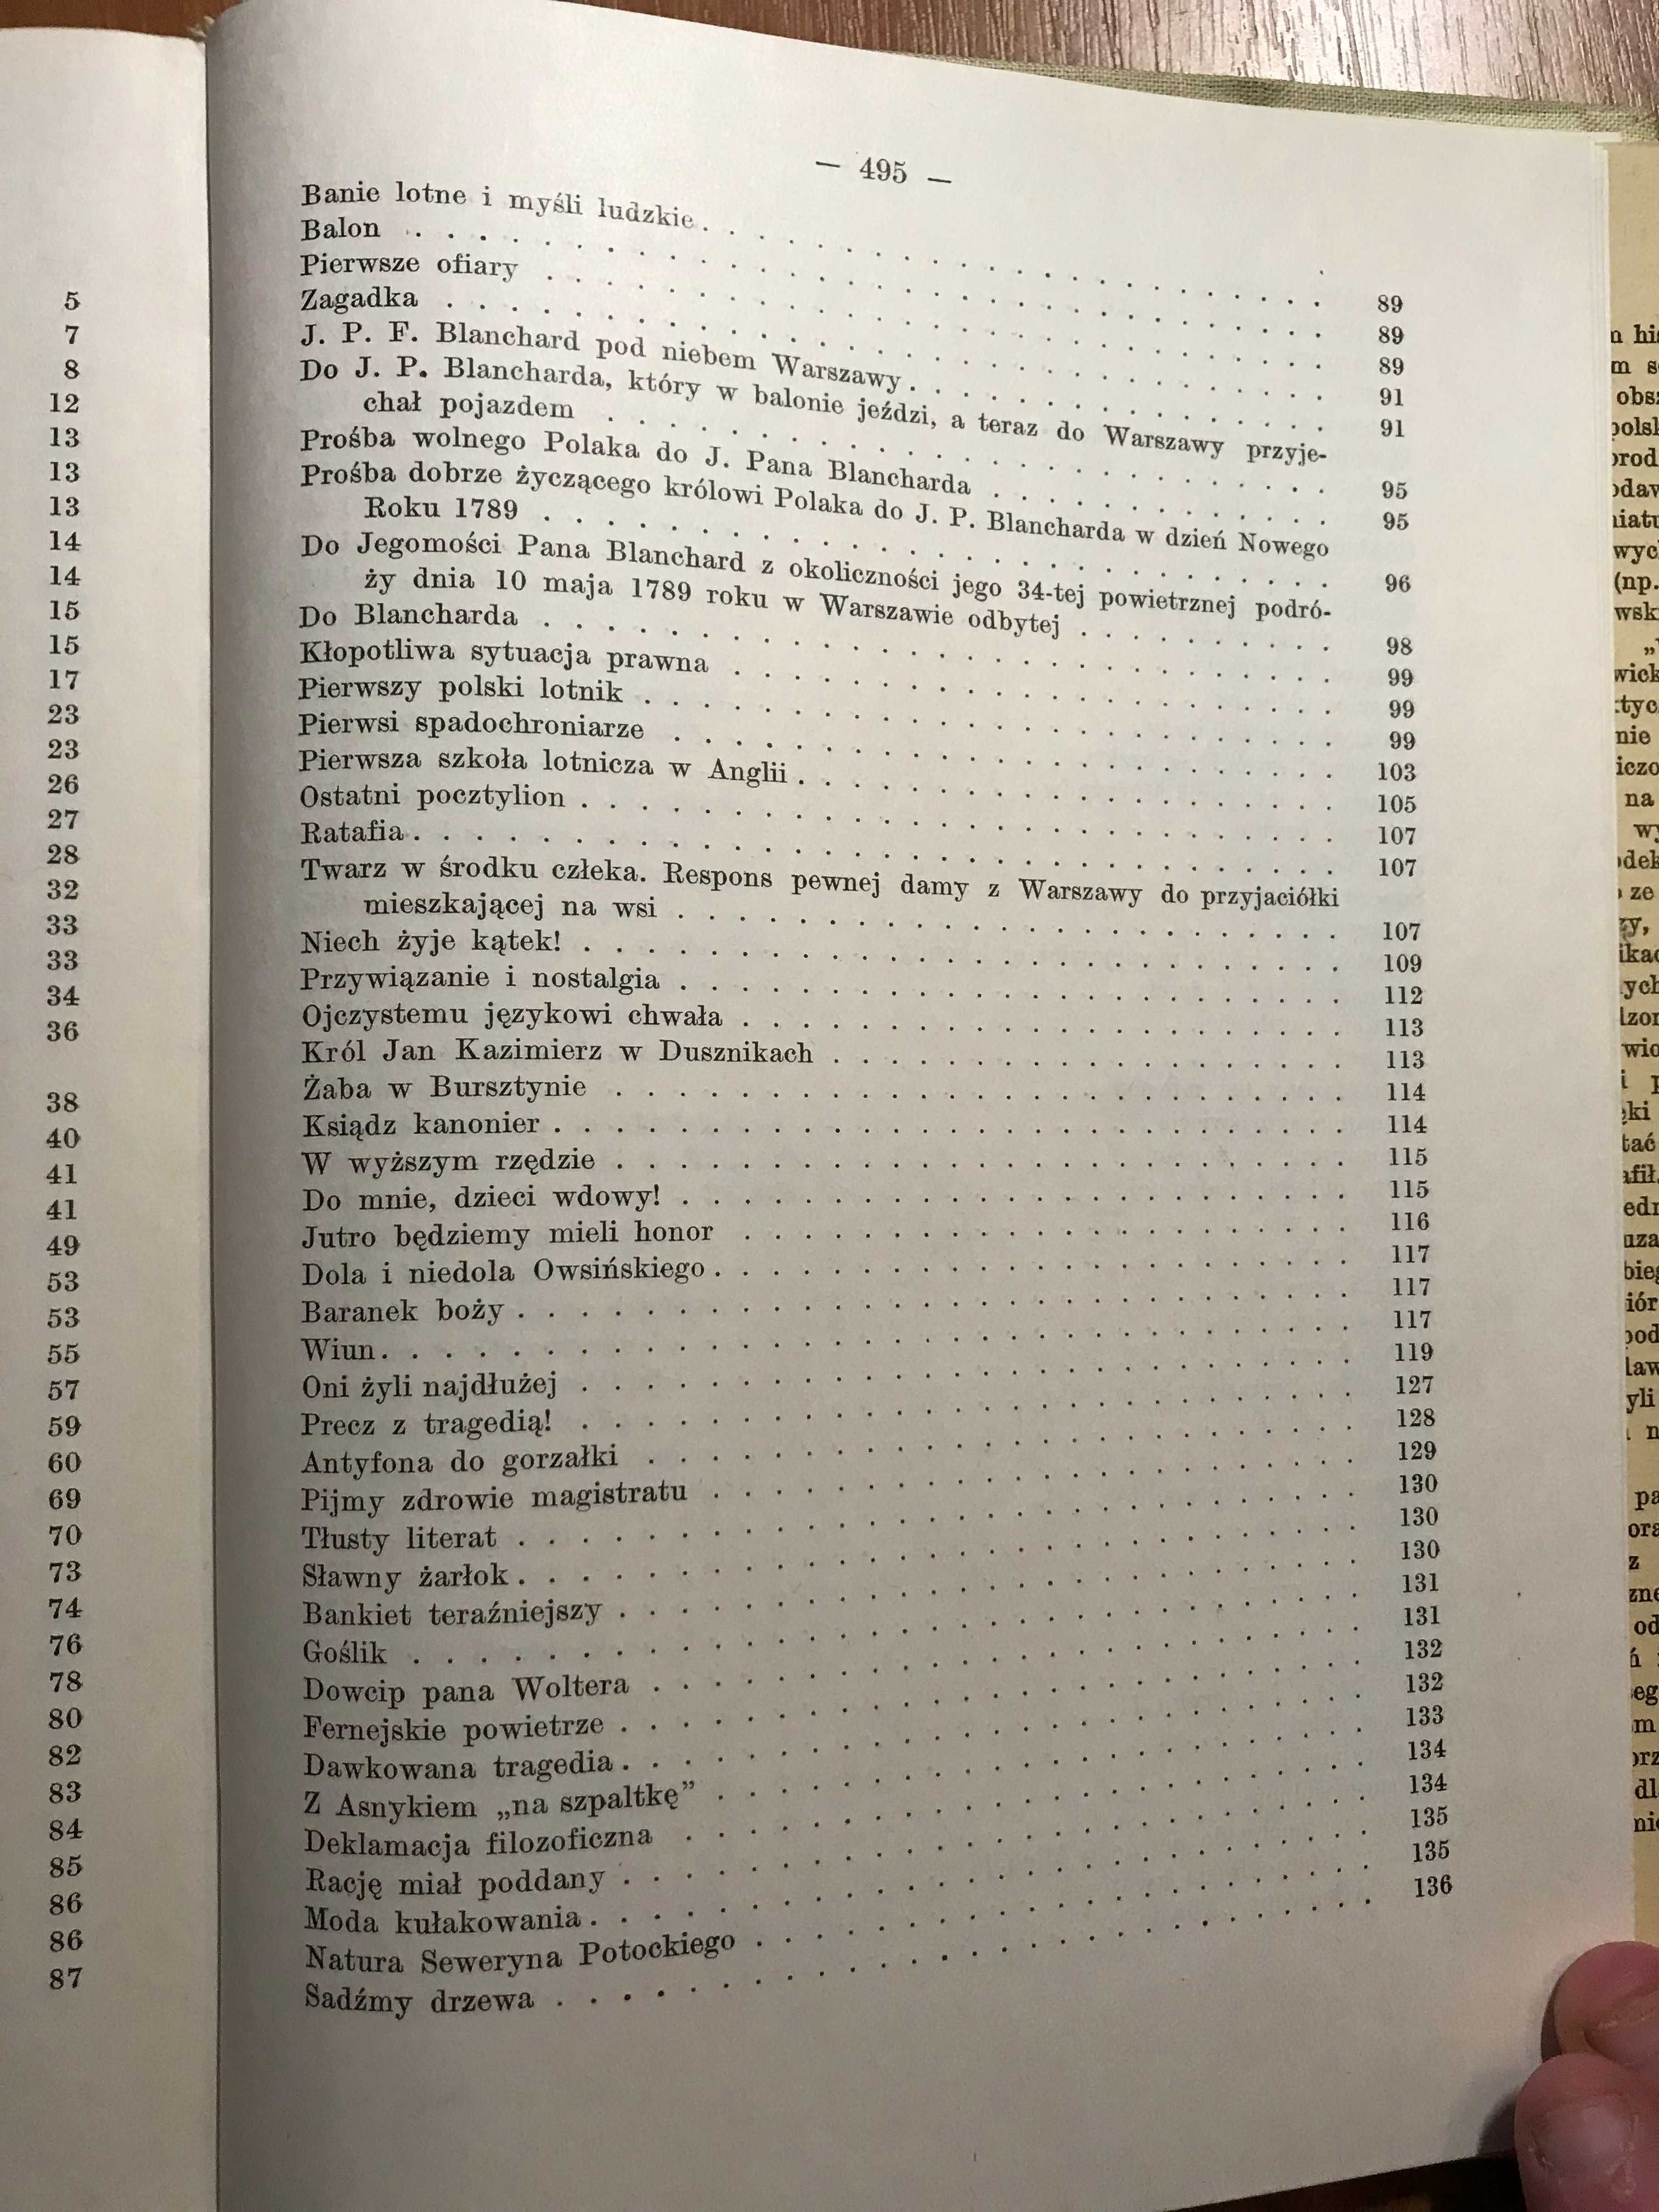 5
7
8
12
13
13
13
14
14
15
15
17
23
23
26
27
28
32
33
33
34
36
38
40
41
41
49
53
53
55
57
59
60
69
70
73
74
76
78
80
82
83
84
85
86
86
87
— 495 —
Banie lotne i myśli ludzkie . . . . . 89
Balon . . . . . 89
Pierwsze ofiary . . . . . 89
Zagadka . . . . . 91
J. P. F. Blanchard pod niebem Warszawy . . . . . 91
Do J. P. Blancharda, który w balonie jeździ, a teraz do Warszawy przyje-
chał pojazdem . . . . . 95
Prośba wolnego Polaka do J. Pana Blancharda . . . . . 95
Prośba dobrze życzącego królowi Polaka do J. P. Blancharda w dzień Nowego
Roku 1789 . . . . . 96
Do Jegomości Pana Blanchard z okoliczności jego 34-tej powietrznej podró-
ży dnia 10 maja 1789 roku w Warszawie odbytej . . . . . 98
Do Blancharda . . . . . 99
Kłopotliwa sytuacja prawna . . . . . 99
Pierwszy polski lotnik . . . . . 99
Pierwsi spadochroniarze . . . . . 103
Pierwsza szkoła lotnicza w Anglii . . . . . 105
Ostatni pocztylion . . . . . 107
Ratafia . . . . . 107
Twarz w środku człeka. Respons pewnej damy z Warszawy do przyjaciółki
mieszkającej na wsi . . . . . 107
Niech żyje kątek! . . . . . 109
Przywiązanie i nostalgia . . . . . 112
Ojczystemu językowi chwała . . . . . 113
Król Jan Kazimierz w Dusznikach . . . . . 113
Żaba w Bursztynie . . . . . 114
Ksiądz kanonier . . . . . 114
W wyższym rzędzie . . . . . 115
Do mnie, dzieci wdowy! . . . . . 115
Jutro będziemy mieli honor . . . . . 116
Dola i niedola Owsińskiego . . . . . 117
Baranek boży . . . . . 117
Wiun . . . . . 117
Oni żyli najdłużej . . . . . 119
Precz z tragedią! . . . . . 127
Antyfona do gorzałki . . . . . 128
Pijmy zdrowie magistratu . . . . . 129
Tłusty literat . . . . . 130
Sławny żarłok . . . . . 130
Bankiet teraźniejszy . . . . . 130
Goślik . . . . . 131
Dowcip pana Woltera . . . . . 131
Fernejskie powietrze . . . . . 132
Dawkowana tragedia . . . . . 132
Z Asnykiem „na szpaltkę” . . . . . 133
Deklamacja filozoficzna . . . . . 134
Rację miał poddany . . . . . 134
Moda kułakowania . . . . . 135
Natura Seweryna Potockiego . . . . . 135
Sadźmy drzewa . . . . . 136